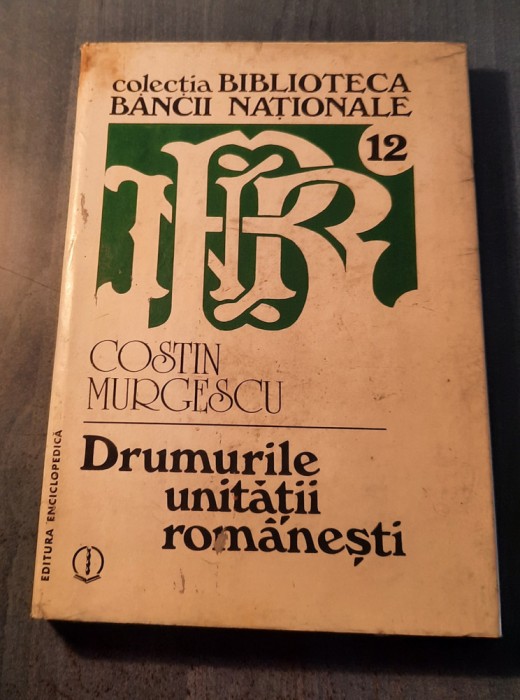 colecția BIBLIOTECA
BĂNCII NAȚIONALE
12
COSTIN
MURGESCU
Drumurile
unității
românești
EDITURA ENCICLOPEDICĂ